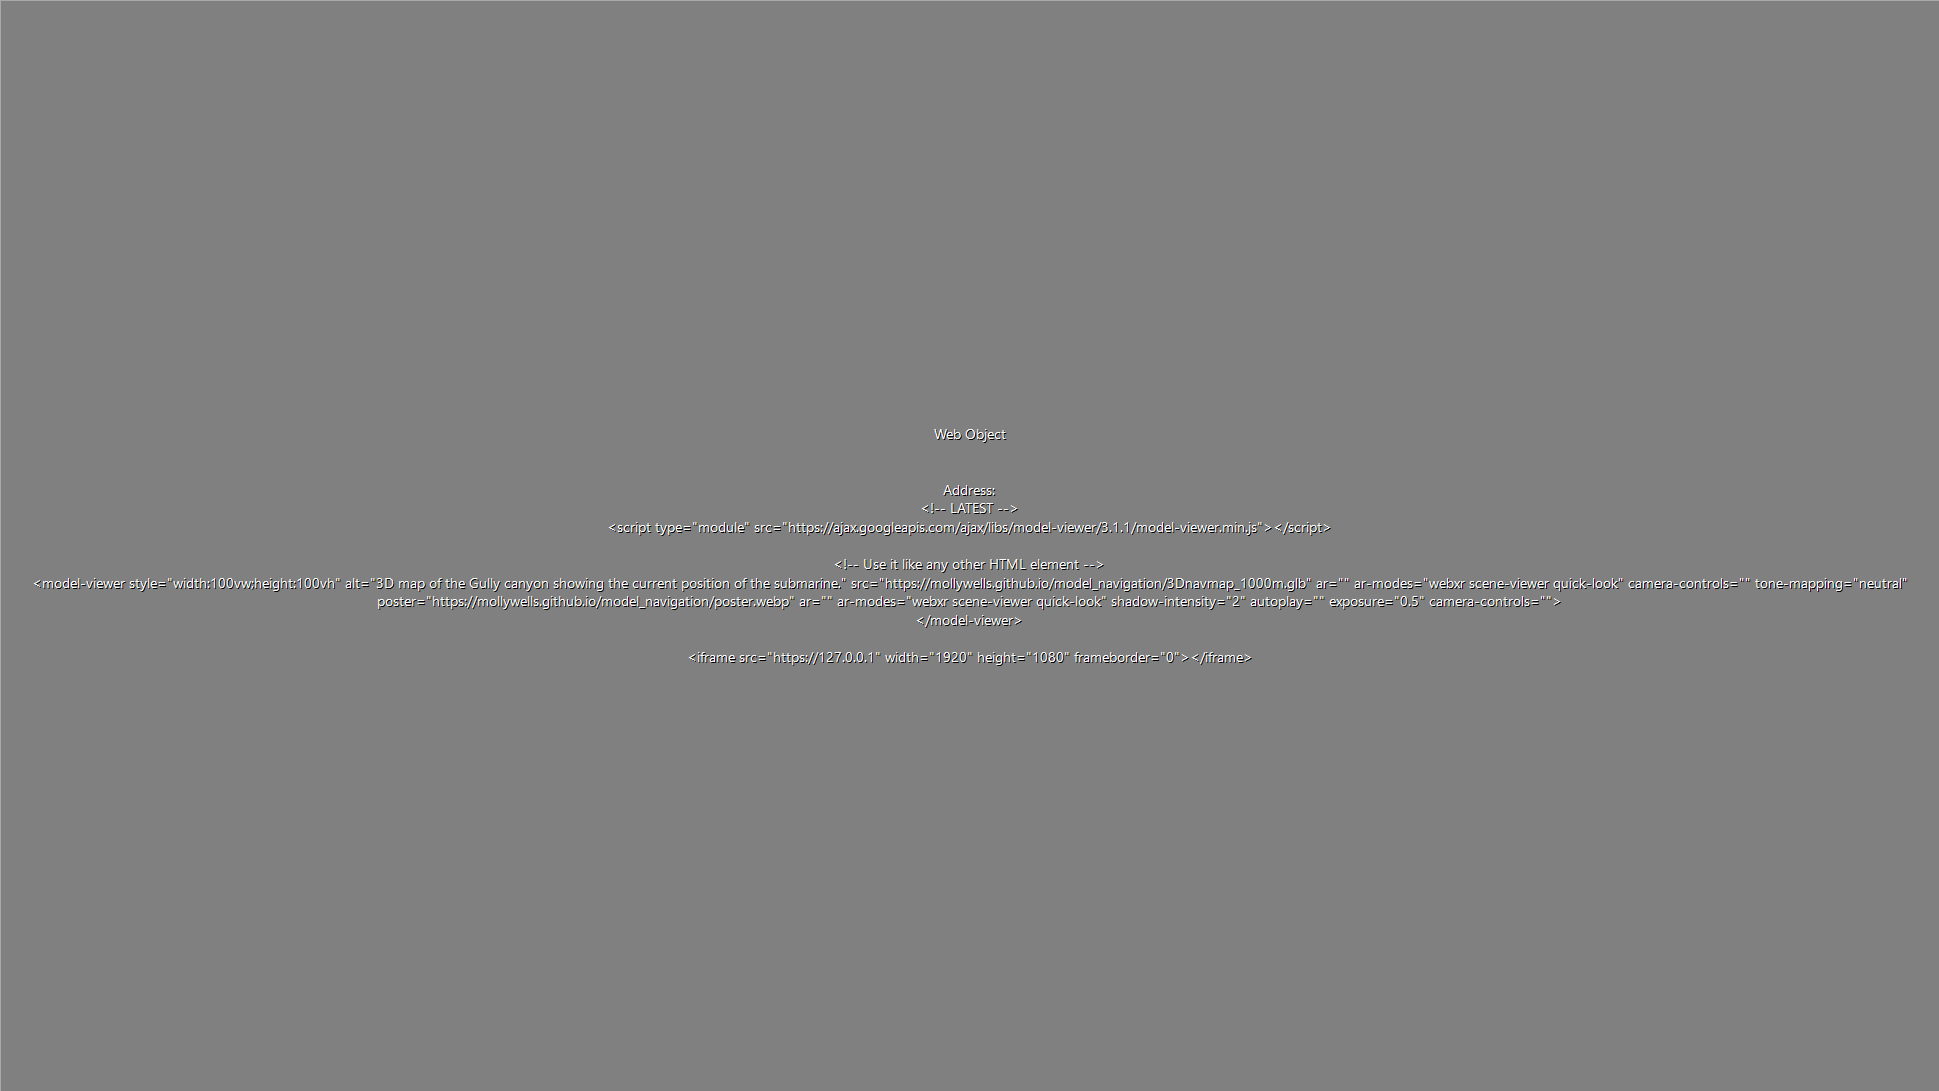 Web Object
Address:
<!-- LATEST -->
<script type="module" src="https://ajax.googleapis.com/ajax/libs/model-viewer/3.1.1/model-viewer.min.js"></script>
<!-- Use it like any other HTML element -->
<model-viewer style="width:100vw;height:100vh" alt="3D map of the Gully canyon showing the current position of the submarine." src="https://mollywells.github.io/model_navigation/3Dnavmap_1000m.glb" ar="" ar-modes="webxr scene-viewer quick-look" camera-controls="" tone-mapping="neutral"
poster="https://mollywells.github.io/model_navigation/poster.webp" ar="" ar-modes="webxr scene-viewer quick-look" shadow-intensity="2" autoplay="" exposure="0.5" camera-controls="">
</model-viewer>
<iframe src="https://127.0.0.1" width="1920" height="1080" frameborder="0"></iframe>